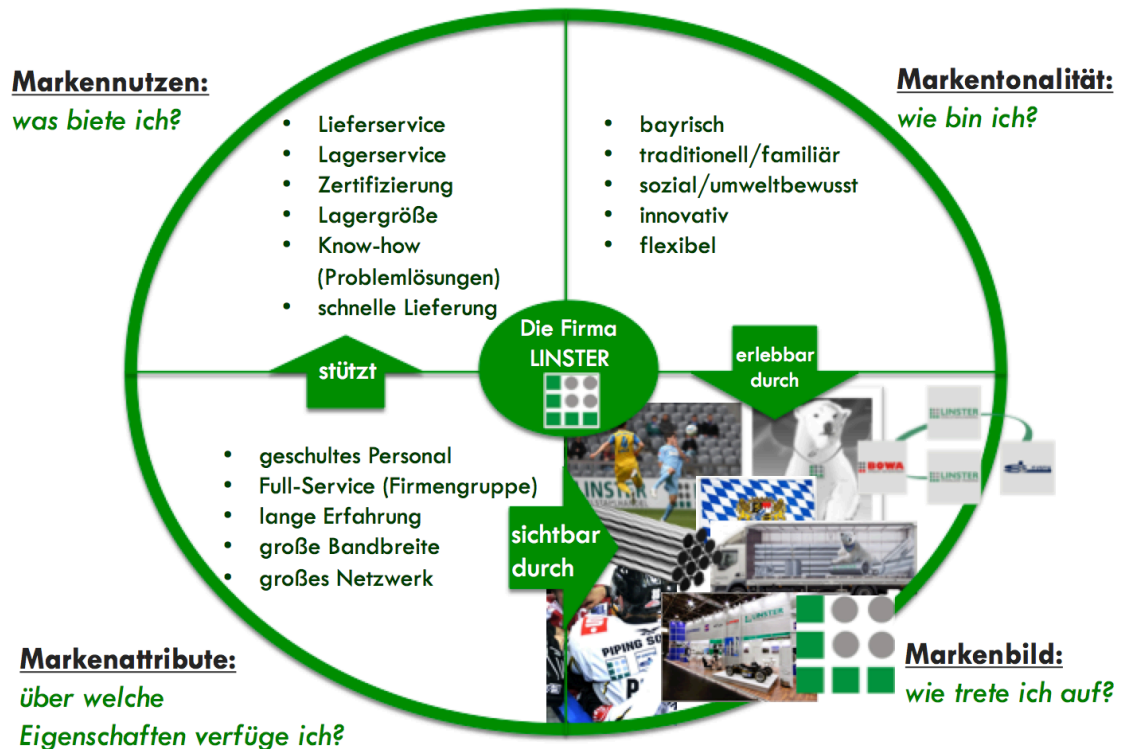 Markennutzen:
was biete ich?
• Lieferservice
• Lagerservice
• Zertifizierung
• Lagergröße
• Know-how
(Problemlösungen)
• schnelle Lieferung
Markentonalität:
wie bin ich?
• bayrisch
• traditionell/familiär
• sozial/umweltbewusst
• innovativ
• flexibel
Die Firma
LINSTER
stützt
erlebbar
durch
• geschultes Personal
• Full-Service (Firmengruppe)
• lange Erfahrung
• große Bandbreite
• großes Netzwerk
sichtbar
durch
LINSTER
BOWA
LINSTER
LINSTER
PIPING
LINSTER
Markenattribute:
über welche
Eigenschaften verfüge ich?
Markenbild:
wie trete ich auf?